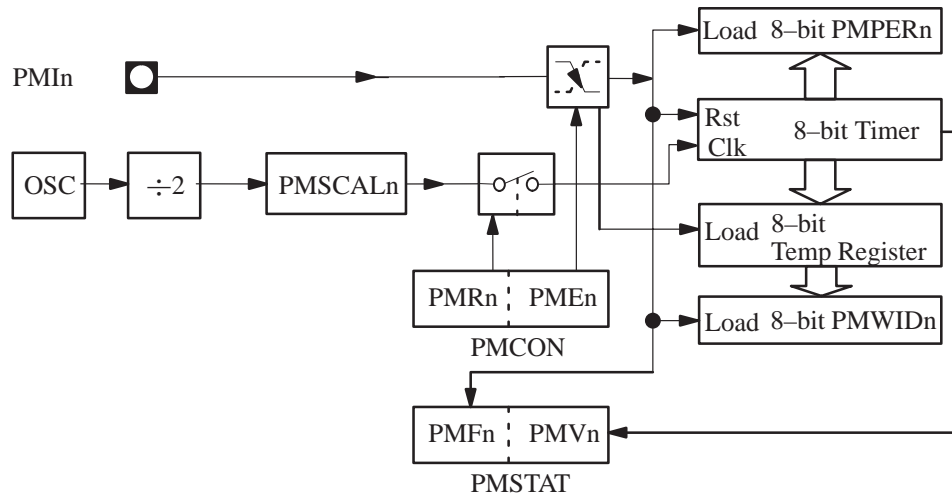 Load 8–bit PMPERn
PMIn
Rst
8-bit Timer
Clk
OSC
÷2
PMSCALn
Load 8-bit
Temp Register
PMRn PMEn
Load 8–bit PMWIDn
PMCON
PMFn PMVn
PMSTAT